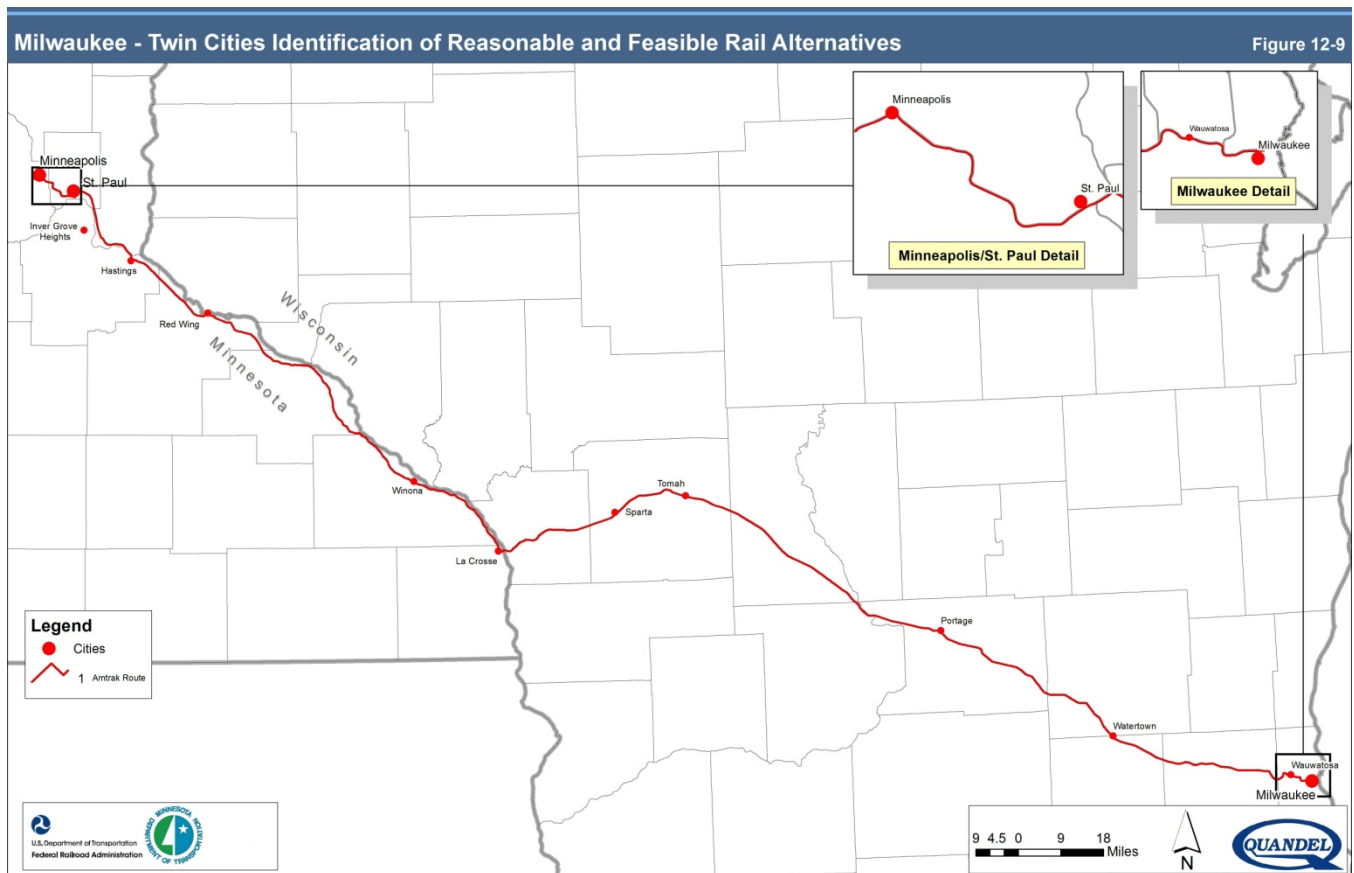 Milwaukee - Twin Cities Identification of Reasonable and Feasible Rail Alternatives
Figure 12-9
Minneapolis
St. Paul
Minneapolis/St. Paul Detail
Wauwatosa
Milwaukee
Milwaukee Detail
Minneapolis
St. Paul
Inver Grove
Heights
Hastings
Red Wing
Wisconsin
Minnesota
Winona
La Crosse
Sparta
Tomah
Portage
Watertown
Wauwatosa
Milwaukee
Legend
Cities
1 Amtrak Route
U.S. Department of Transportation
Federal Railroad Administration
MINNESOTA
DEPARTMENT OF TRANSPORTATION
9 4.5 0 9 18
Miles
N
QUANDEL